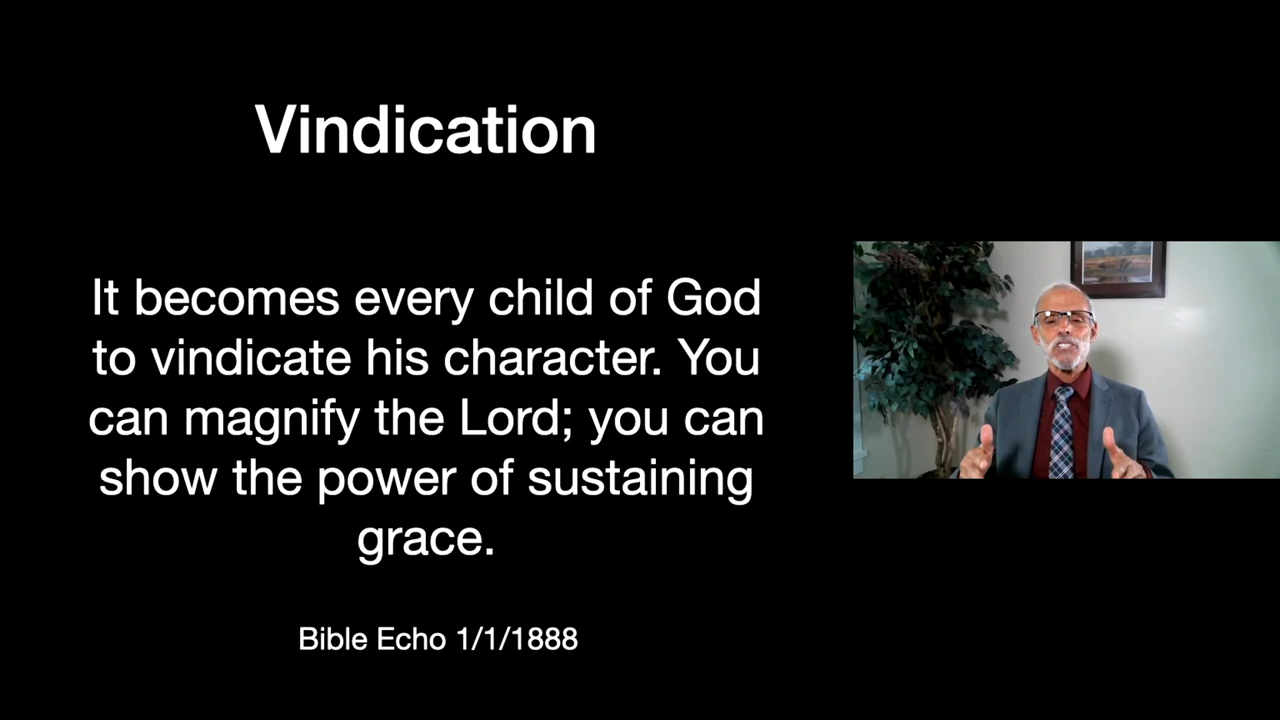 Vindication
It becomes every child of God
to vindicate his character. You
can magnify the Lord; you can
show the power of sustaining
grace.
Bible Echo 1/1/1888